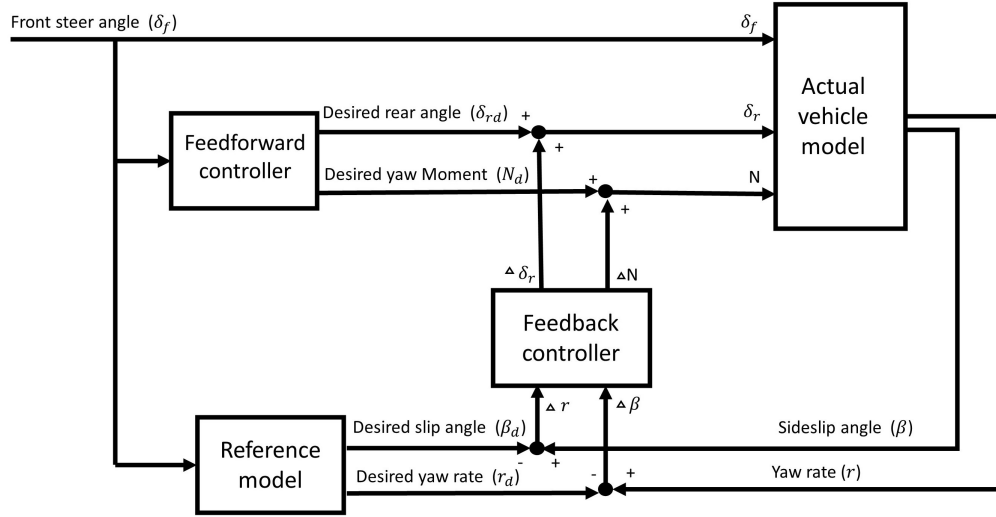 Front steer angle (δ_f)
δ_f
Actual
vehicle
model
Desired rear angle (δ_rd)
+
δ_r
Feedforward
controller
+
Desired yaw Moment (N_d)
+
N
+
△ δ_r
△N
Feedback
controller
△ r
△ β
Desired slip angle (β_d)
Sideslip angle (β)
Reference
model
- +
- +
Desired yaw rate (r_d)
Yaw rate (r)